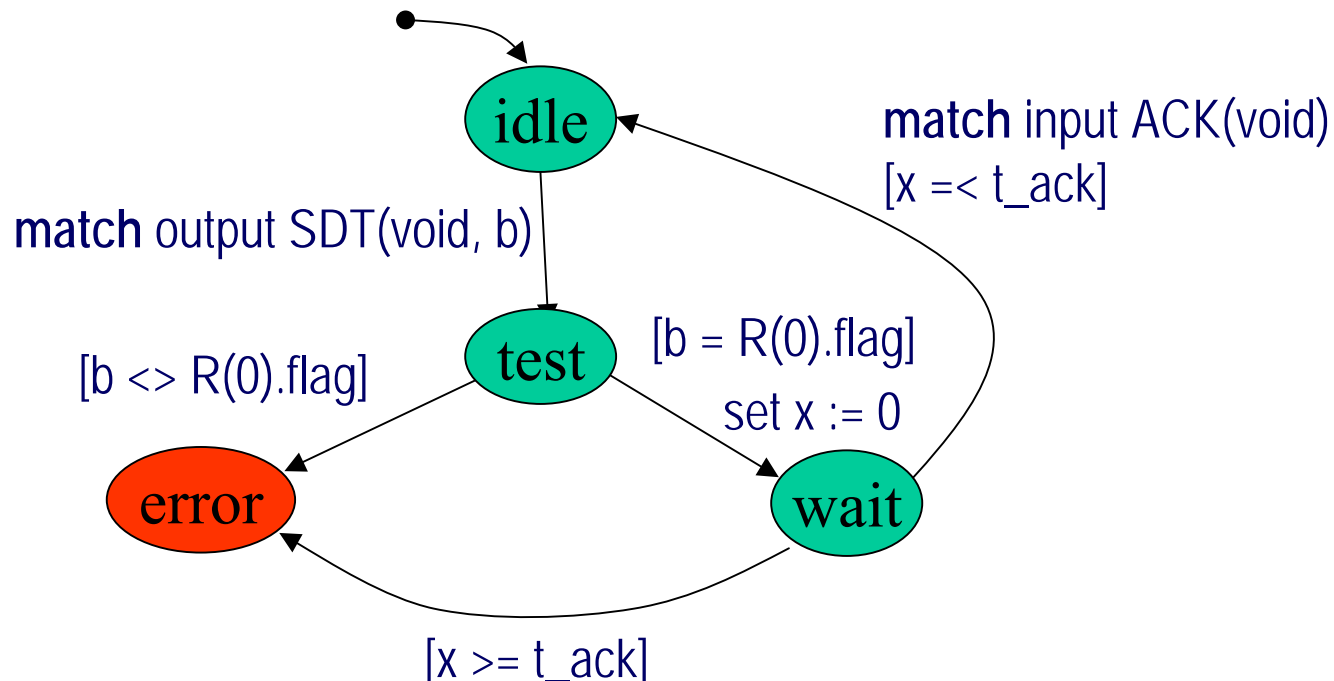 idle
match input ACK(void)
[x =< t_ack]
match output SDT(void, b)
[b <> R(0).flag]
test
[b = R(0).flag]
set x := 0
error
wait
[x >= t_ack]